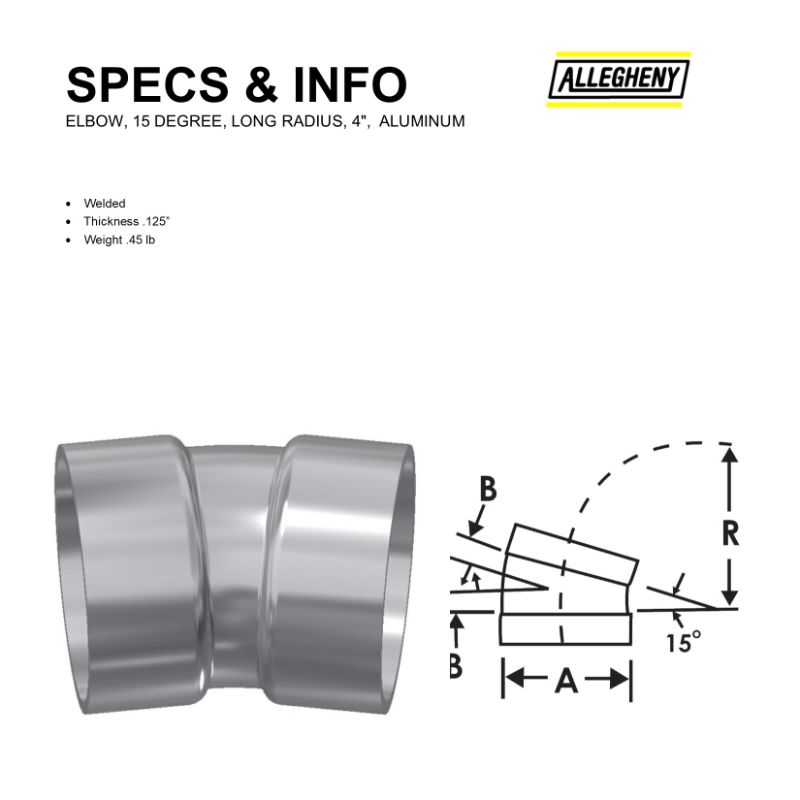 SPECS & INFO
ALLEGHENY
ELBOW, 15 DEGREE, LONG RADIUS, 4", ALUMINUM
• Welded
• Thickness .125”
• Weight .45 lb
B
R
15°
B
A